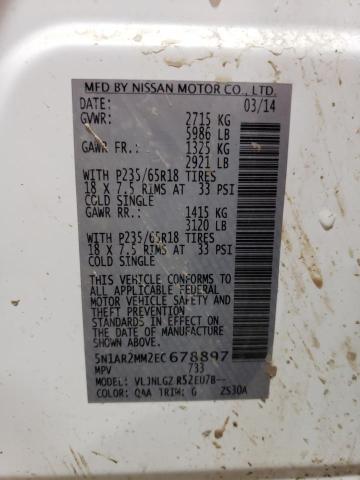 MFD BY NISSAN MOTOR CO., LTD.
DATE: 03/14
GVWR: 2715 KG
5986 LB
GAWR FR.: 1325 KG
2921 LB
WITH P235/65R18 TIRES
18 X 7.5 RIMS AT 33 PSI
COLD SINGLE
GAWR RR.: 1415 KG
3120 LB
WITH P235/65R18 TIRES
18 X 7.5 RIMS AT 33 PSI
COLD SINGLE
THIS VEHICLE CONFORMS TO
ALL APPLICABLE FEDERAL
MOTOR VEHICLE SAFETY AND
THEFT PREVENTION
STANDARDS IN EFFECT ON
THE DATE OF MANUFACTURE
SHOWN ABOVE.
5N1AR2MM2EC678897
MPV 733
MODEL: VLJNLGZ R52EU7B--
COLOR: QAA TRIM: G ZS30A